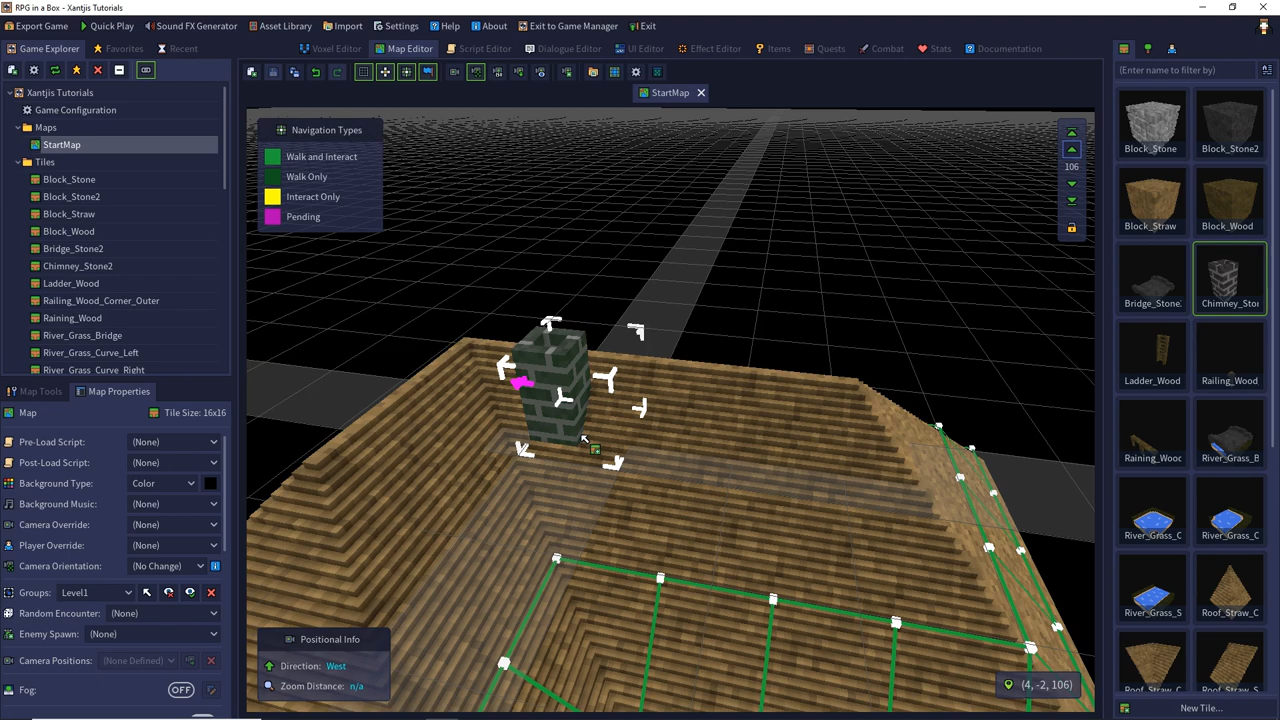 RPG in a Box - Xantjis Tutorials
Export Game Quick Play Sound FX Generator Asset Library Import Settings Help About Exit to Game Manager Exit
Game Explorer Favorites Recent Voxel Editor Map Editor Script Editor Dialogue Editor UI Editor Effect Editor Items Quests Combat Stats Documentation
(Enter name to filter by)
StartMap
Xantjis Tutorials
Game Configuration
Maps
StartMap
Tiles
Block_Stone
Block_Stone2
Block_Straw
Block_Wood
Bridge_Stone2
Chimney_Stone2
Ladder_Wood
Railing_Wood_Corner_Outer
Raining_Wood
River_Grass_Bridge
River_Grass_Curve_Left
River_Grass_Curve_Right
Map Tools Map Properties
Map Tile Size: 16x16
Pre-Load Script: (None)
Post-Load Script: (None)
Background Type: Color
Background Music: (None)
Camera Override: (None)
Player Override: (None)
Camera Orientation: (No Change)
Groups: Level1
Random Encounter: (None)
Enemy Spawn: (None)
Camera Positions: (None Defined)
Fog: OFF
Navigation Types
Walk and Interact
Walk Only
Interact Only
Pending
106
Positional Info
Direction: West
Zoom Distance: n/a
(4, -2, 106)
Block_Stone Block_Stone2
Block_Straw Block_Wood
Bridge_Stone Chimney_Sto
Ladder_Wood Railing_Wood
Raining_Wood River_Grass_B
River_Grass_C River_Grass_C
River_Grass_S Roof_Straw_C
Roof_Straw_C Roof_Straw_S
New Tile...